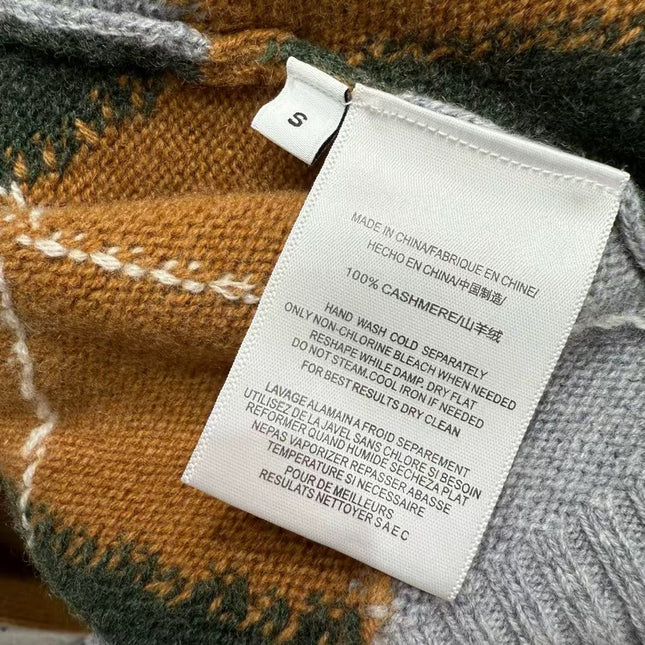 S
MADE IN CHINA/FABRIQUE EN CHINE/
HECHO EN CHINA/中国制造/
100% CASHMERE/山羊绒
HAND WASH COLD SEPARATELY
ONLY NON-CHLORINE BLEACH WHEN NEEDED
RESHAPE WHILE DAMP. DRY FLAT
DO NOT STEAM.COOL IRON IF NEEDED
FOR BEST RESULTS DRY CLEAN
LAVAGE ALAMAIN A FROID SEPAREMENT
UTILISEZ DE LA JAVEL SANS CHLORE SI BESOIN
REFORMER QUAND HUMIDE SECHEZA PLAT
NEPAS VAPORIZER REPASSER ABASSE
TEMPERATURE SI NECESSAIRE
POUR DE MEILLEURS
RESULATS NETTOYER S A E C